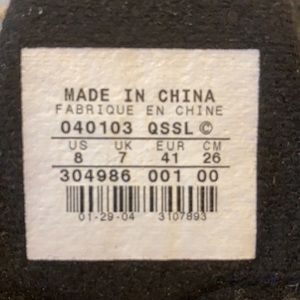 MADE IN CHINA
FABRIQUE EN CHINE
040103 QSSL ©
US UK EUR CM
8 7 41 26
304986 001 00
01-29-04 3107893